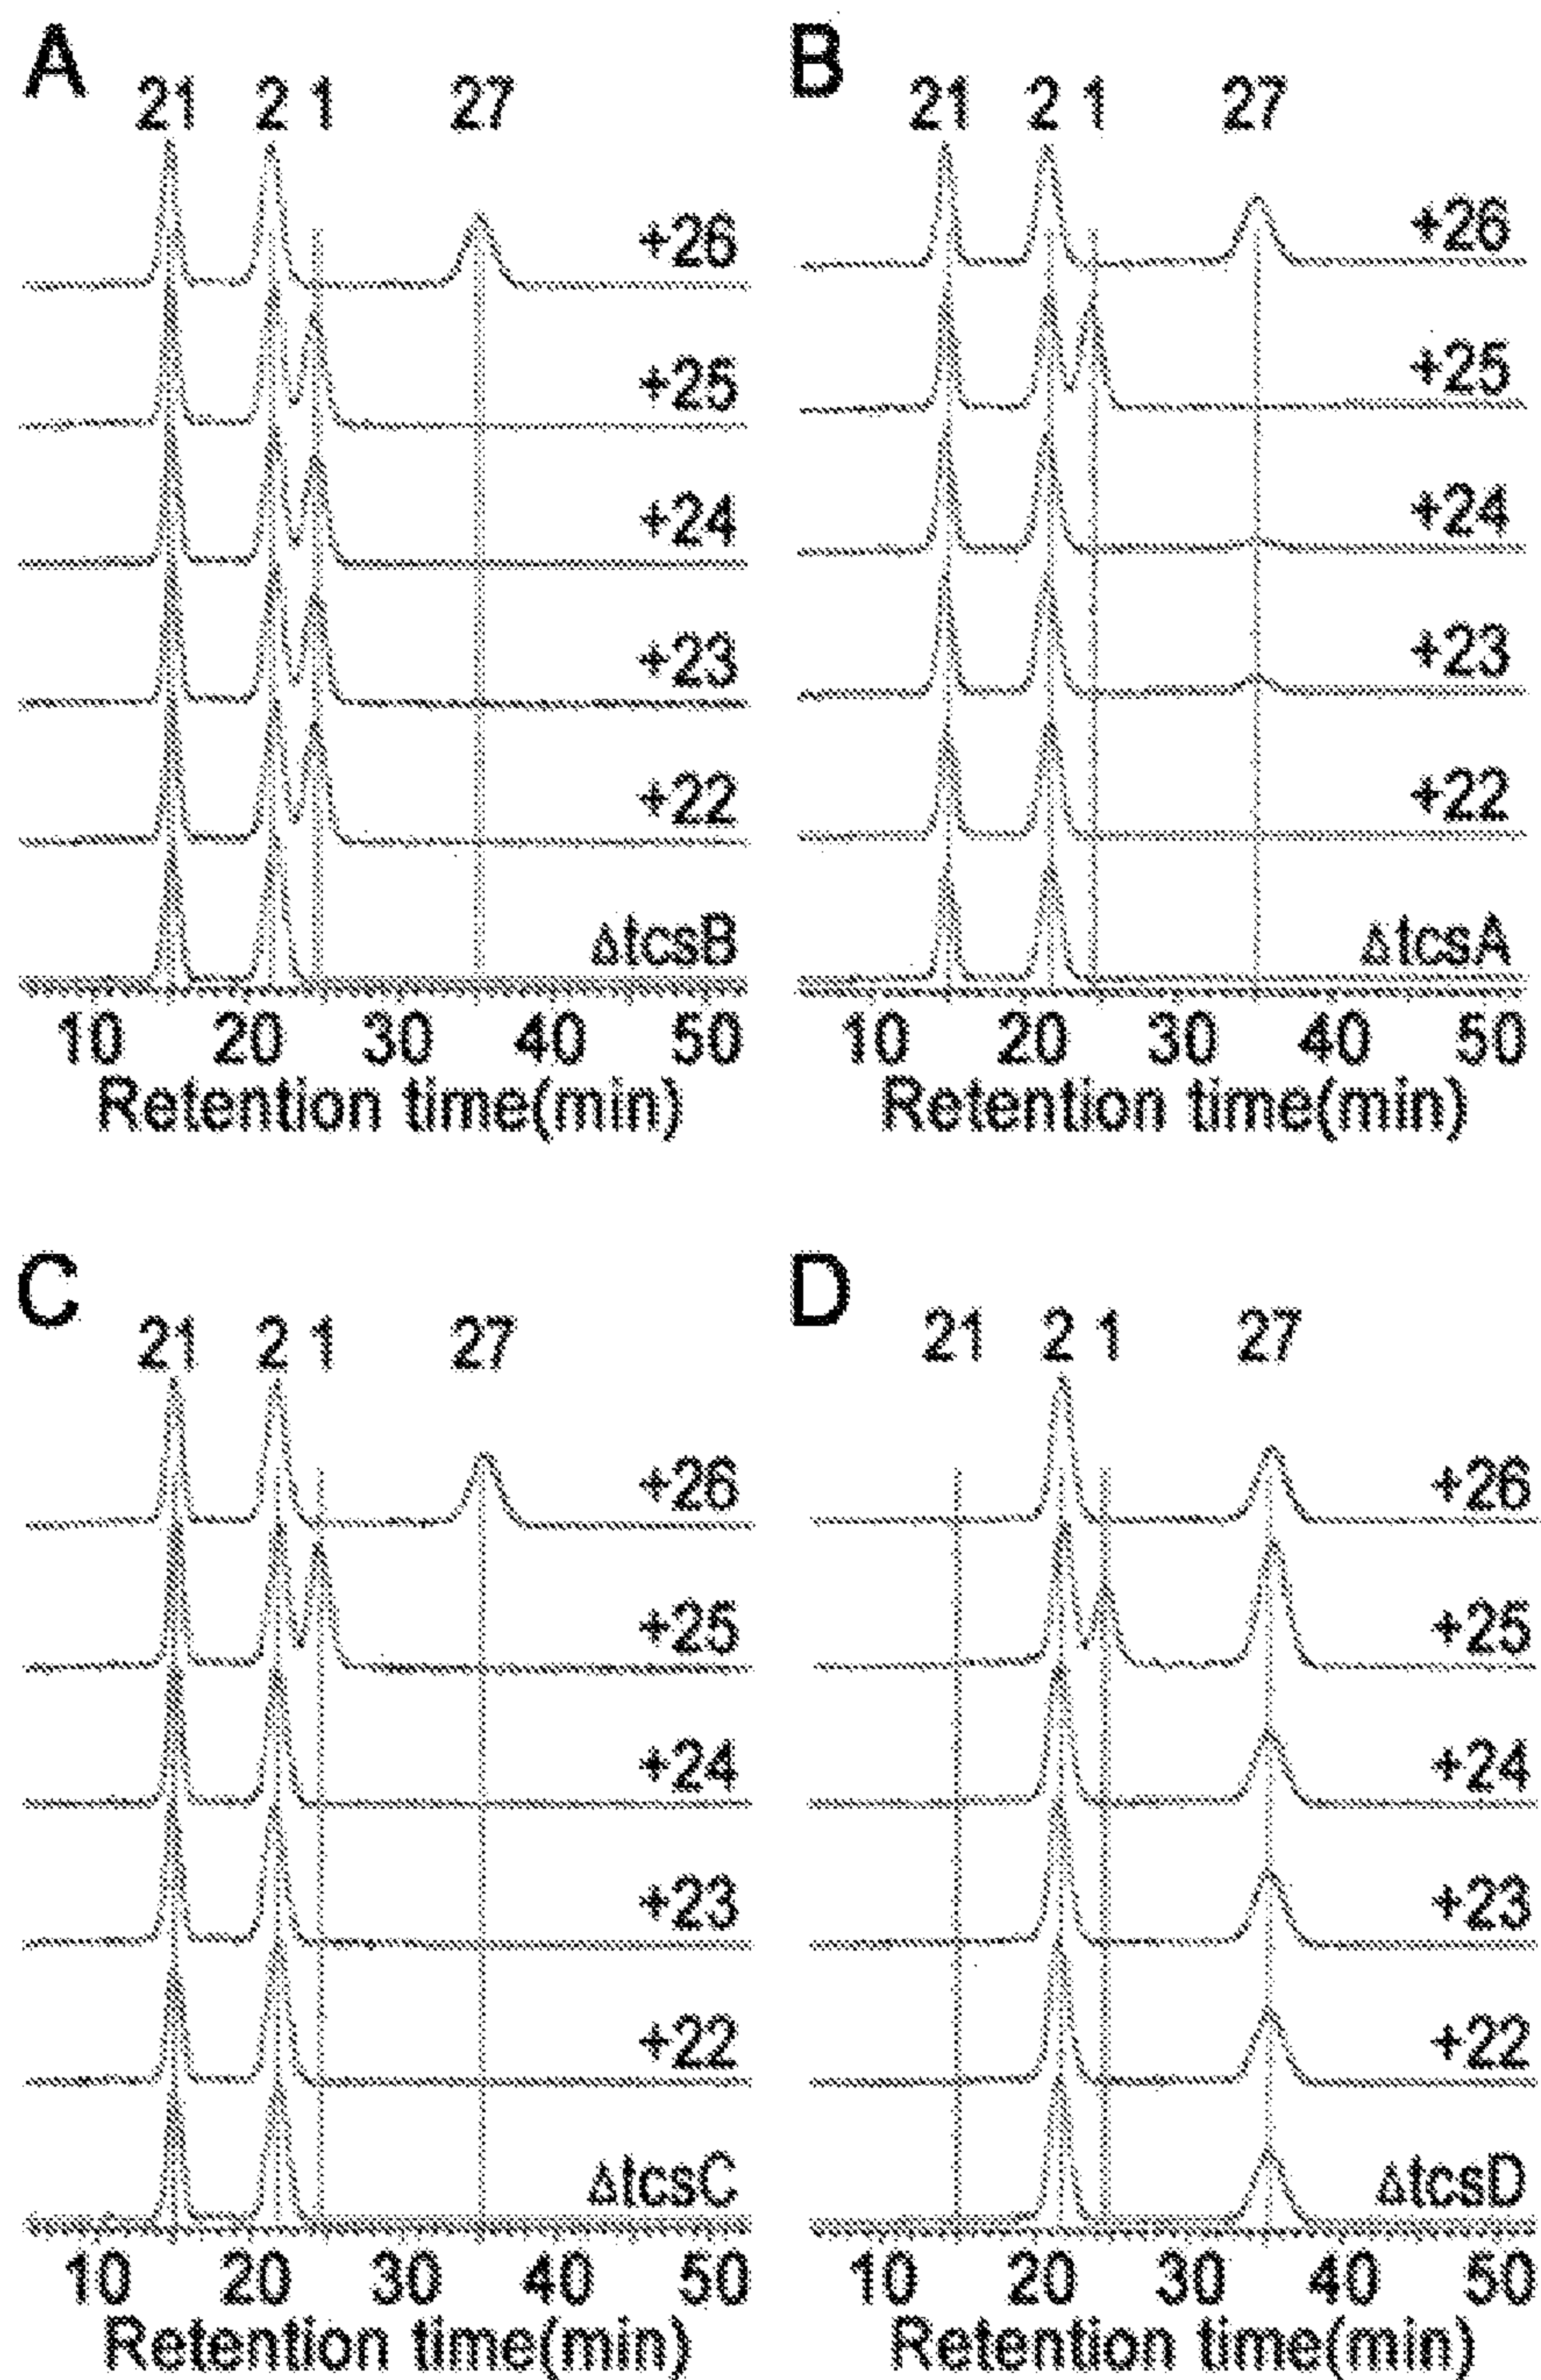 A
21 2 1 27
+26
+25
+24
+23
+22
ΔtcsB
10 20 30 40 50
Retention time(min)
B
21 2 1 27
+26
+25
+24
+23
+22
ΔtcsA
10 20 30 40 50
Retention time(min)
C
21 2 1 27
+26
+25
+24
+23
+22
ΔtcsC
10 20 30 40 50
Retention time(min)
D
21 2 1 27
+26
+25
+24
+23
+22
ΔtcsD
10 20 30 40 50
Retention time(min)